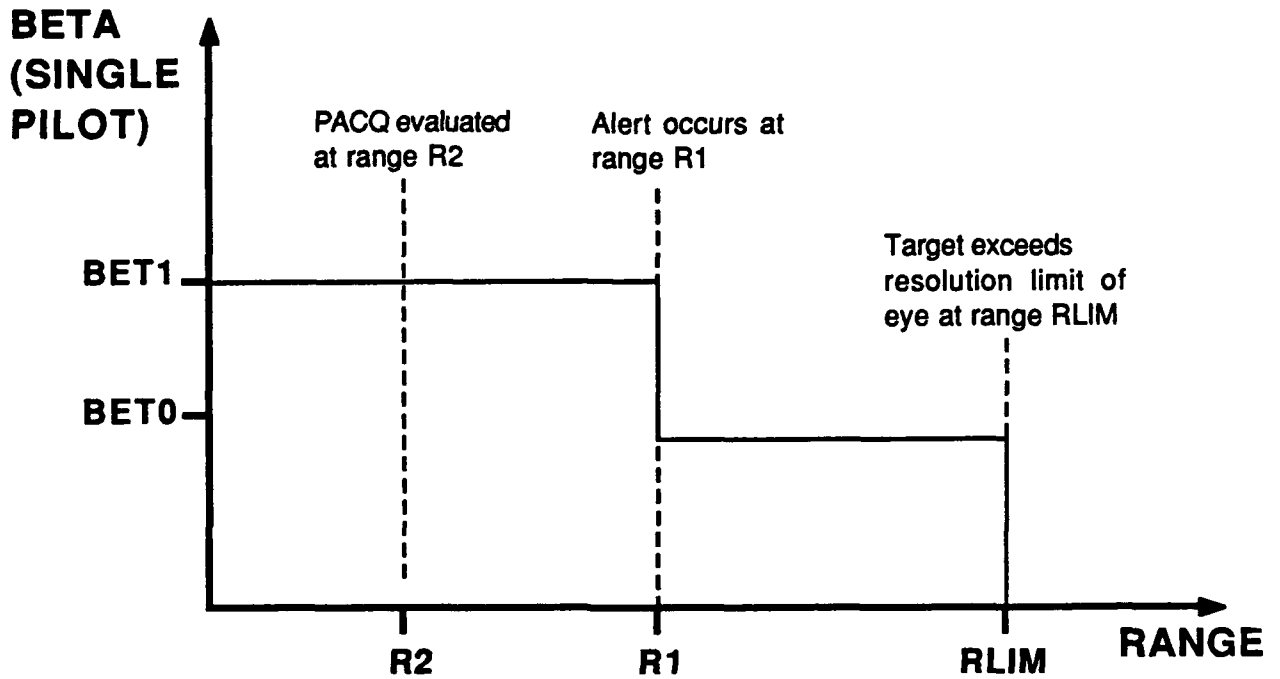 BETA
(SINGLE
PILOT)
PACQ evaluated
at range R2
Alert occurs at
range R1
Target exceeds
resolution limit of
eye at range RLIM
BET1
BET0
R2
R1
RLIM
RANGE